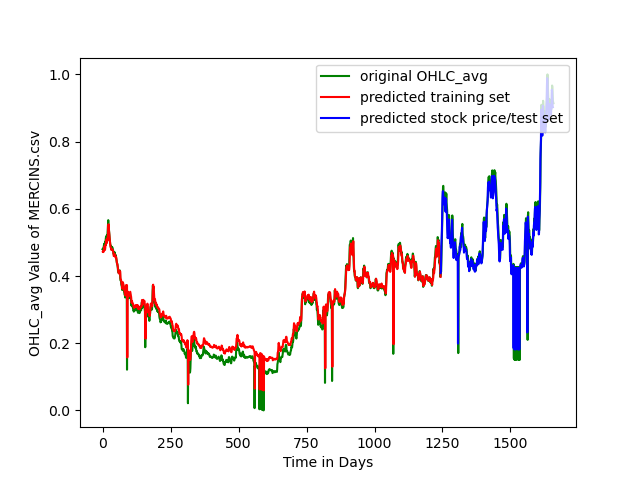 original OHLC_avg
predicted training set
predicted stock price/test set
OHLC_avg Value of MERCINS.csv
1.0
0.8
0.6
0.4
0.2
0.0
0 250 500 750 1000 1250 1500
Time in Days